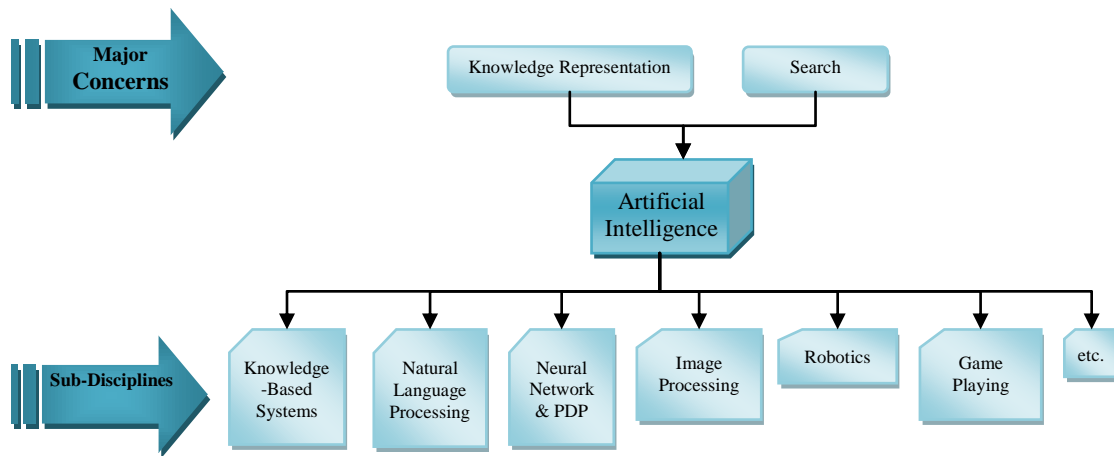 Major
Concerns
Knowledge Representation
Search
Artificial
Intelligence
Sub-Disciplines
Knowledge
-Based
Systems
Natural
Language
Processing
Neural
Network
& PDP
Image
Processing
Robotics
Game
Playing
etc.